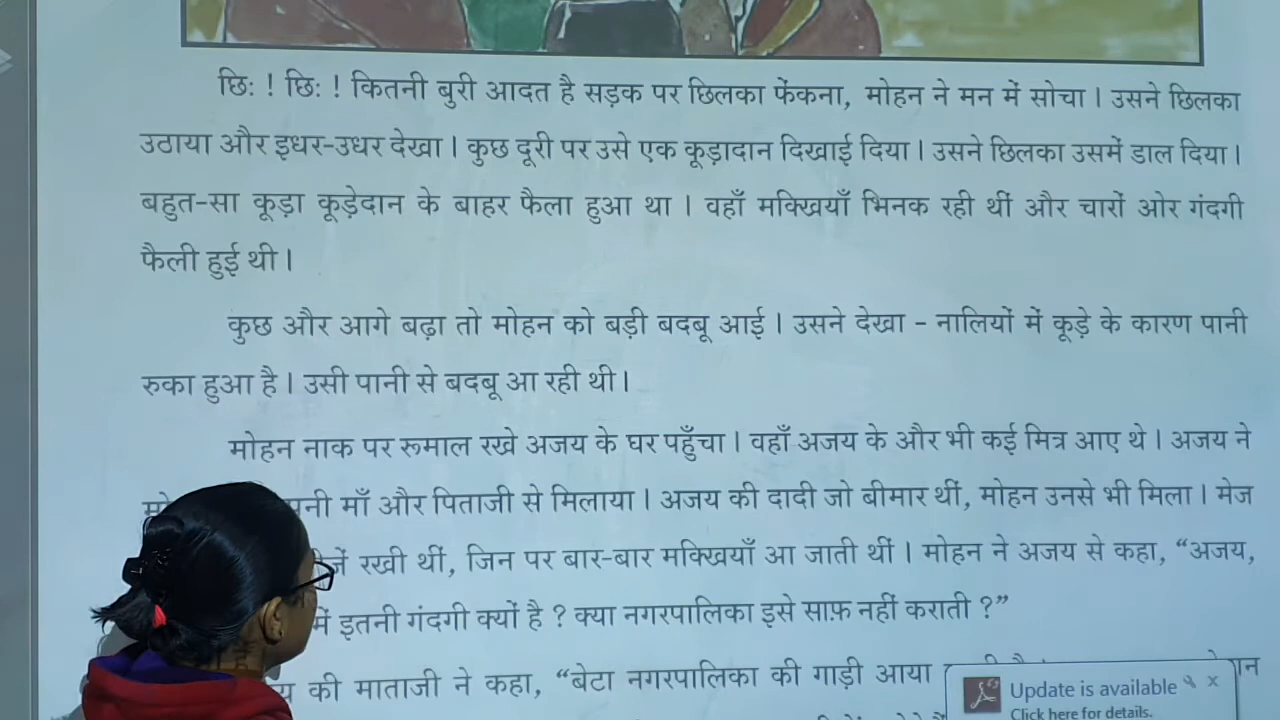 छिः ! छिः ! कितनी बुरी आदत है सड़क पर छिलका फेंकना, मोहन ने मन में सोचा । उसने छिलका
उठाया और इधर-उधर देखा । कुछ दूरी पर उसे एक कूड़ादान दिखाई दिया । उसने छिलका उसमें डाल दिया ।
बहुत-सा कूड़ा कूड़ेदान के बाहर फैला हुआ था । वहाँ मक्खियाँ भिनक रही थीं और चारों ओर गंदगी
फैली हुई थी ।
कुछ और आगे बढ़ा तो मोहन को बड़ी बदबू आई । उसने देखा - नालियों में कूड़े के कारण पानी
रुका हुआ है । उसी पानी से बदबू आ रही थी ।
मोहन नाक पर रूमाल रखे अजय के घर पहुँचा । वहाँ अजय के और भी कई मित्र आए थे । अजय ने
माँ और पिताजी से मिलाया । अजय की दादी जो बीमार थीं, मोहन उनसे भी मिला । मेज
रखी थीं, जिन पर बार-बार मक्खियाँ आ जाती थीं । मोहन ने अजय से कहा, “अजय,
में इतनी गंदगी क्यों है ? क्या नगरपालिका इसे साफ़ नहीं कराती ?”
की माताजी ने कहा, “बेटा नगरपालिका की गाड़ी आया
Update is available
Click here for details.